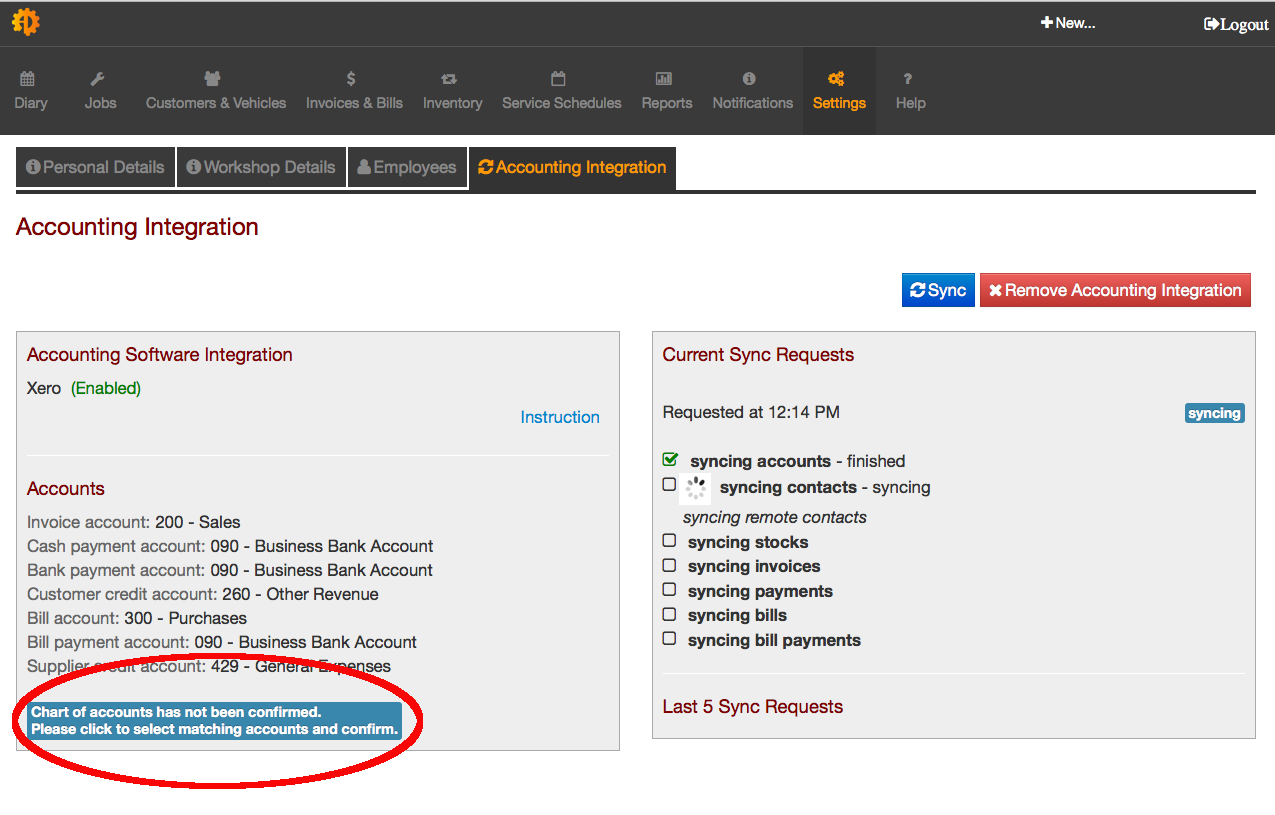 New...
Logout
Diary
Jobs
Customers & Vehicles
Invoices & Bills
Inventory
Service Schedules
Reports
Notifications
Settings
Help
Personal Details
Workshop Details
Employees
Accounting Integration
Accounting Integration
Sync
Remove Accounting Integration
Accounting Software Integration
Xero (Enabled)
Instruction
Accounts
Invoice account: 200 - Sales
Cash payment account: 090 - Business Bank Account
Bank payment account: 090 - Business Bank Account
Customer credit account: 260 - Other Revenue
Bill account: 300 - Purchases
Bill payment account: 090 - Business Bank Account
Supplier credit account: 429 - General Expenses
Chart of accounts has not been confirmed.
Please click to select matching accounts and confirm.
Current Sync Requests
Requested at 12:14 PM
syncing
syncing accounts - finished
syncing contacts - syncing
syncing remote contacts
syncing stocks
syncing invoices
syncing payments
syncing bills
syncing bill payments
Last 5 Sync Requests